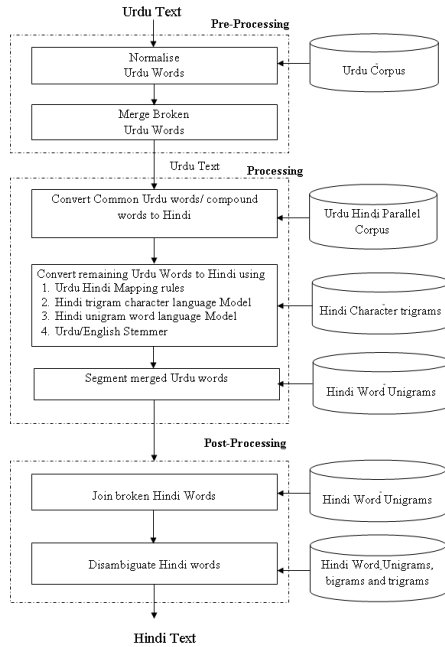 Urdu Text
Pre-Processing
Normalise
Urdu Words
Urdu Corpus
Merge Broken
Urdu Words
Urdu Text
Processing
Convert Common Urdu words/ compound
words to Hindi
Urdu Hindi Parallel
Corpus
Convert remaining Urdu Words to Hindi using
1. Urdu Hindi Mapping rules
2. Hindi trigram character language Model
3. Hindi unigram word language Model
4. Urdu/English Stemmer
Hindi Character trigrams
Segment merged Urdu words
Hindi Word Unigrams
Post-Processing
Join broken Hindi Words
Hindi Word Unigrams
Disambiguate Hindi words
Hindi Word Unigrams,
bigrams and trigrams
Hindi Text